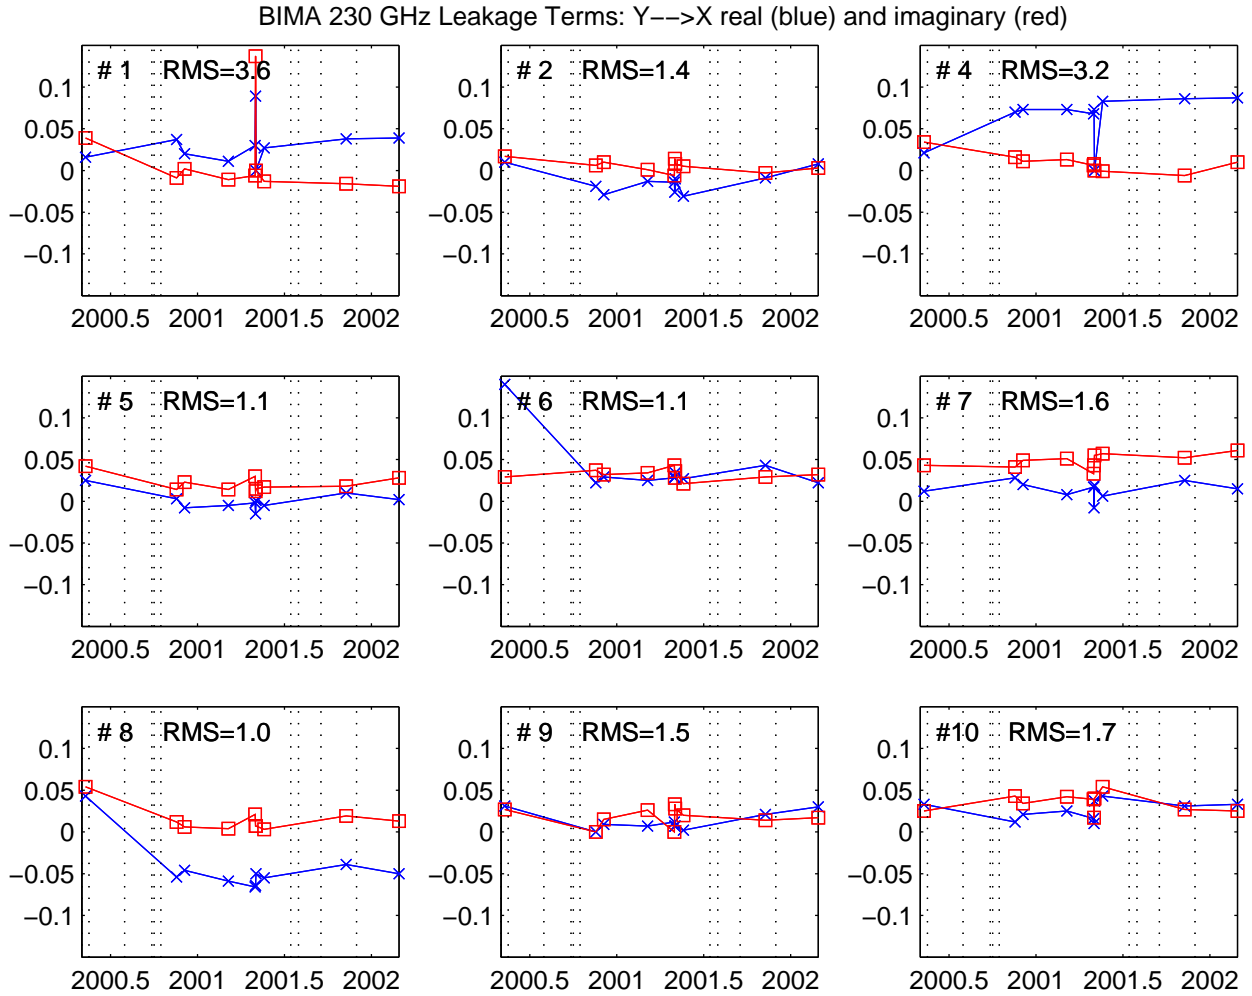 BIMA 230 GHz Leakage Terms: Y-->X real (blue) and imaginary (red)
# 1 RMS=3.6
0.1
0.05
0
−0.05
−0.1
2000.5 2001 2001.5 2002
# 2 RMS=1.4
0.1
0.05
0
−0.05
−0.1
2000.5 2001 2001.5 2002
# 4 RMS=3.2
0.1
0.05
0
−0.05
−0.1
2000.5 2001 2001.5 2002
# 5 RMS=1.1
0.1
0.05
0
−0.05
−0.1
2000.5 2001 2001.5 2002
# 6 RMS=1.1
0.1
0.05
0
−0.05
−0.1
2000.5 2001 2001.5 2002
# 7 RMS=1.6
0.1
0.05
0
−0.05
−0.1
2000.5 2001 2001.5 2002
# 8 RMS=1.0
0.1
0.05
0
−0.05
−0.1
2000.5 2001 2001.5 2002
# 9 RMS=1.5
0.1
0.05
0
−0.05
−0.1
2000.5 2001 2001.5 2002
#10 RMS=1.7
0.1
0.05
0
−0.05
−0.1
2000.5 2001 2001.5 2002